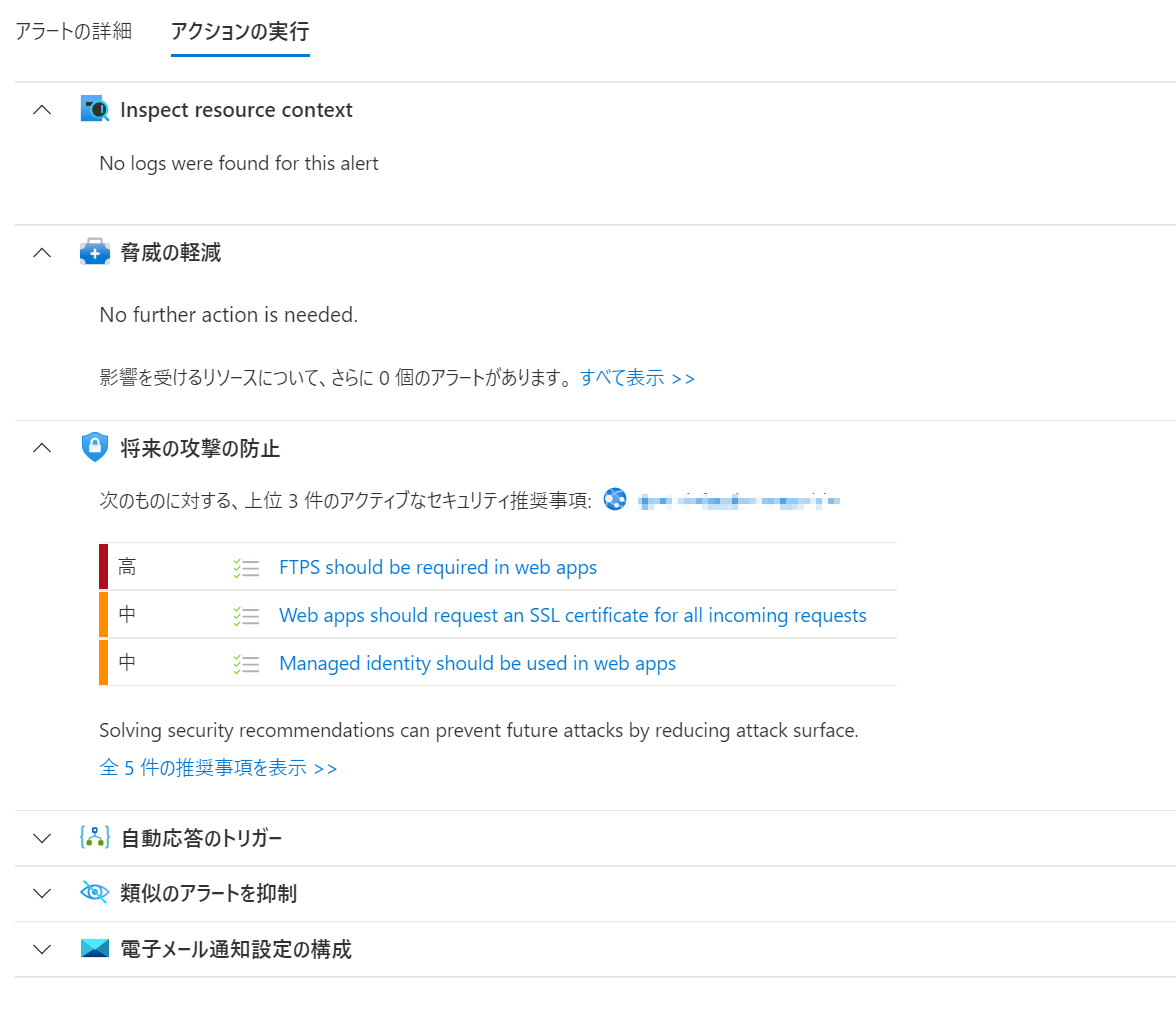 アラートの詳細 アクションの実行
Inspect resource context
No logs were found for this alert
脅威の軽減
No further action is needed.
影響を受けるリソースについて、さらに 0 個のアラートがあります。 すべて表示 >>
将来の攻撃の防止
次のものに対する、上位 3 件のアクティブなセキュリティ推奨事項:
高 FTPS should be required in web apps
中 Web apps should request an SSL certificate for all incoming requests
中 Managed identity should be used in web apps
Solving security recommendations can prevent future attacks by reducing attack surface.
全 5 件の推奨事項を表示 >>
自動応答のトリガー
類似のアラートを抑制
電子メール通知設定の構成